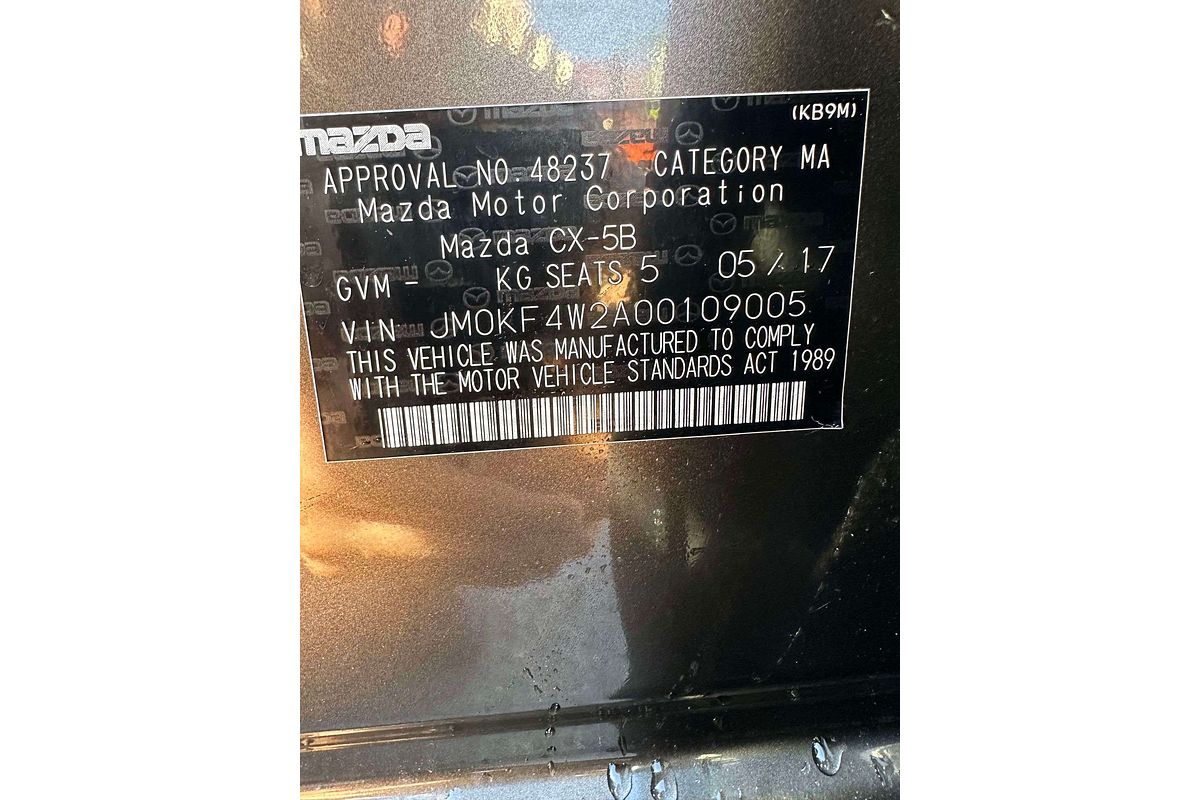 (KB9M)
mazda
APPROVAL NO.48237 CATEGORY MA
Mazda Motor Corporation
Mazda CX-5B
GVM - KG SEATS 5 05/17
VIN JM0KF4W2A00109005
THIS VEHICLE WAS MANUFACTURED TO COMPLY
WITH THE MOTOR VEHICLE STANDARDS ACT 1989